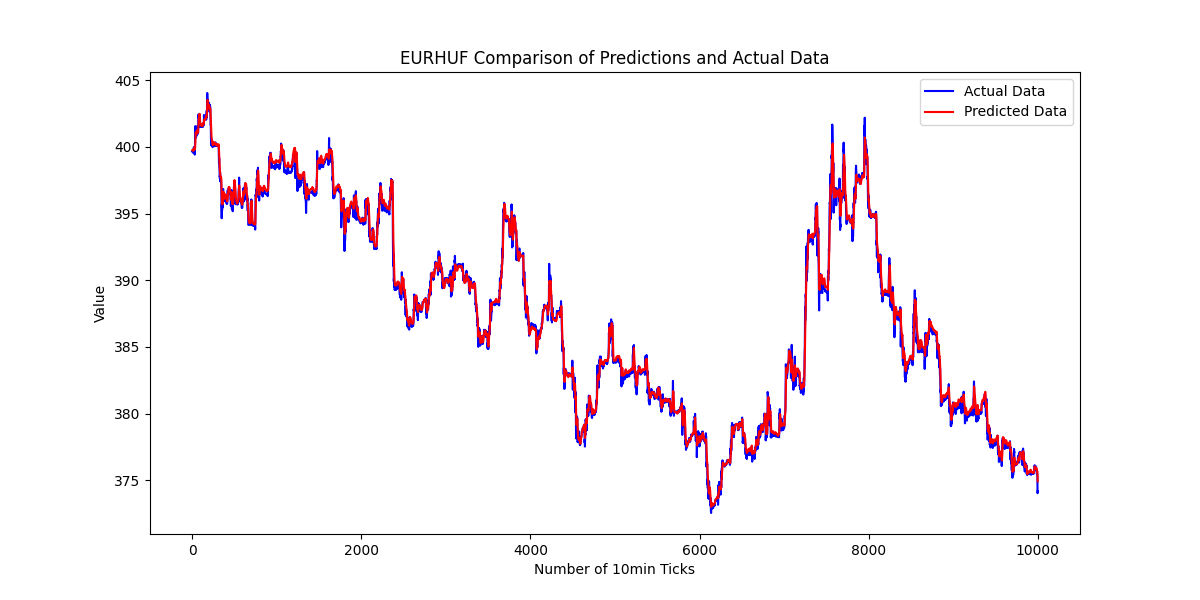 EURHUF Comparison of Predictions and Actual Data
Actual Data
Predicted Data
405
400
395
390
385
380
375
Value
0 2000 4000 6000 8000 10000
Number of 10min Ticks